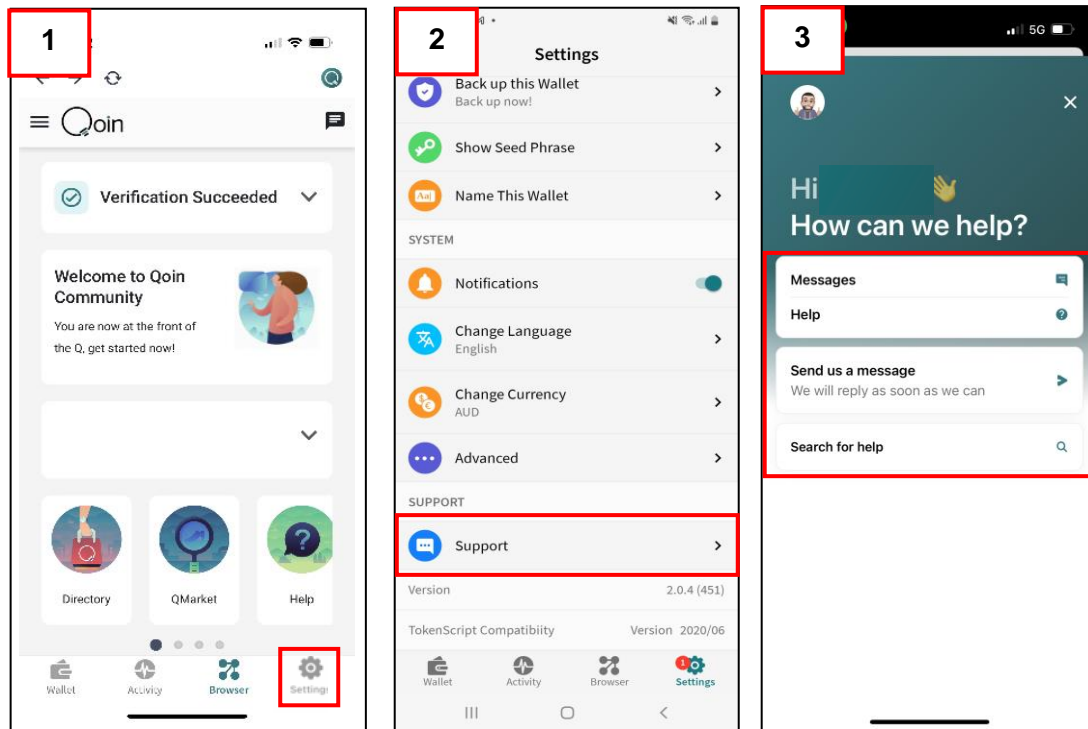 1
Qoin
Verification Succeeded
Welcome to Qoin
Community
You are now at the front of
the Q, get started now!
Directory
QMarket
Help
Wallet
Activity
Browser
Settings
2
Settings
Back up this Wallet
Back up now!
Show Seed Phrase
Aa
Name This Wallet
SYSTEM
Notifications
Change Language
English
Change Currency
AUD
Advanced
SUPPORT
Support
Version 2.0.4 (451)
TokenScript Compatibiity Version 2020/06
1
Wallet
Activity
Browser
Settings
3
5G
Hi
How can we help?
Messages
Help
Send us a message
We will reply as soon as we can
Search for help